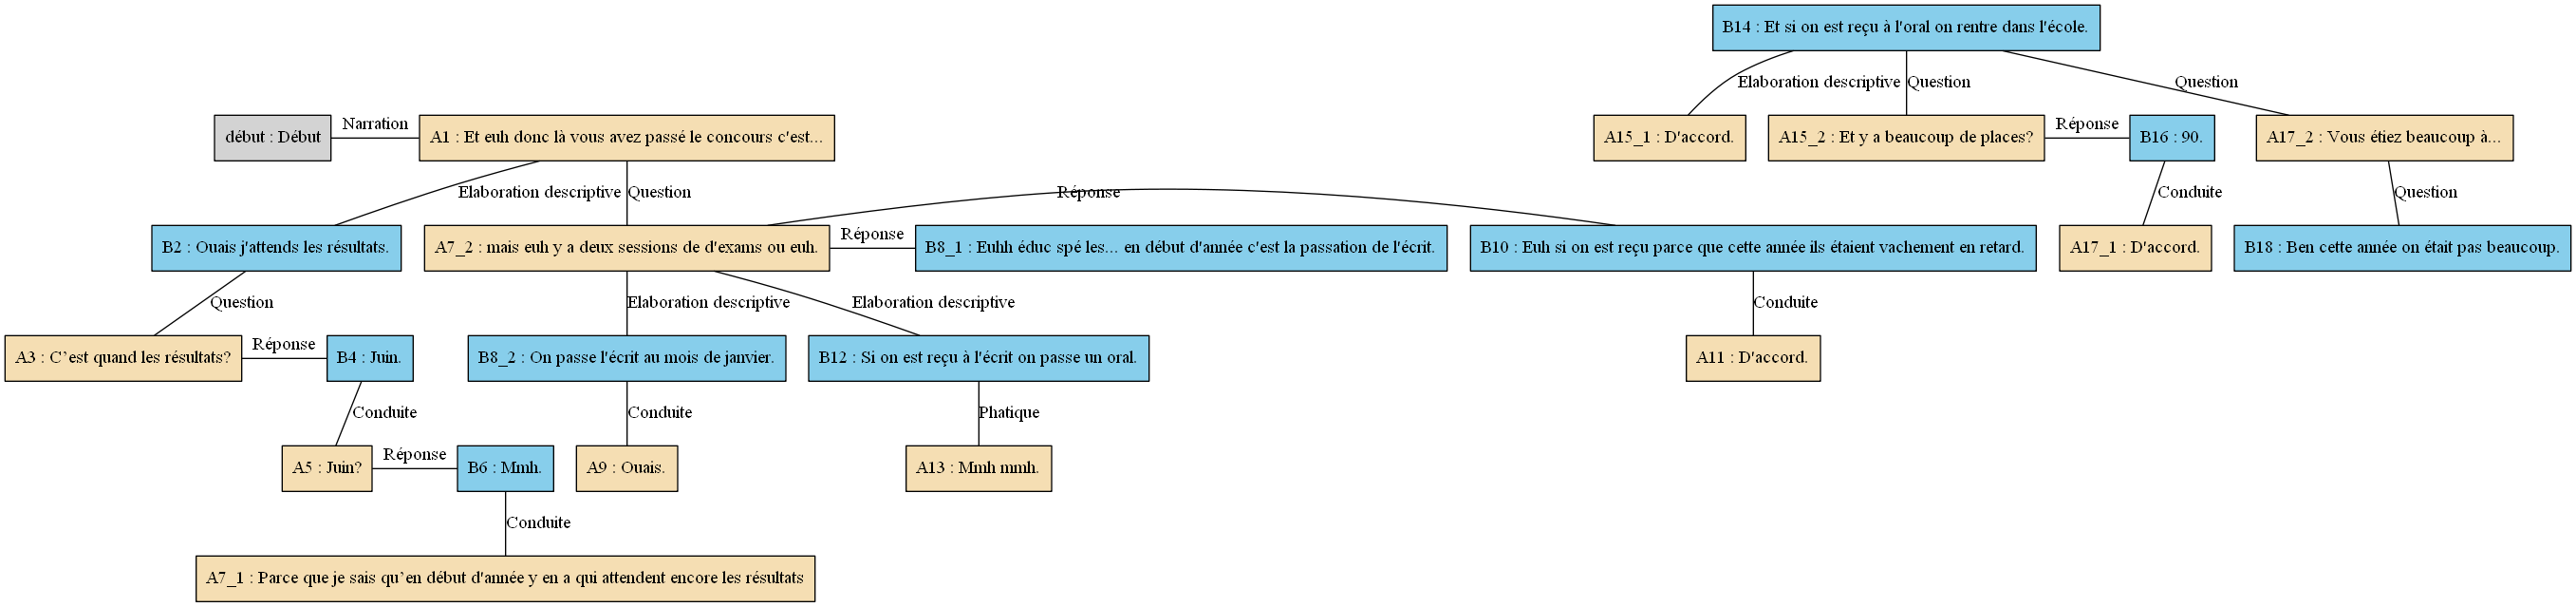 B14 : Et si on est reçu à l'oral on rentre dans l'école.
Elaboration descriptive
Question
Question
début : Début
Narration
A1 : Et euh donc là vous avez passé le concours c'est...
A15_1 : D'accord.
A15_2 : Et y a beaucoup de places?
Réponse
B16 : 90.
A17_2 : Vous étiez beaucoup à...
Elaboration descriptive
Question
Réponse
Conduite
Question
B2 : Ouais j'attends les résultats.
A7_2 : mais euh y a deux sessions de d'exams ou euh.
Réponse
B8_1 : Euhh éduc spé les... en début d'année c'est la passation de l'écrit.
B10 : Euh si on est reçu parce que cette année ils étaient vachement en retard.
A17_1 : D'accord.
B18 : Ben cette année on était pas beaucoup.
Question
Elaboration descriptive
Elaboration descriptive
Conduite
A3 : C’est quand les résultats?
Réponse
B4 : Juin.
B8_2 : On passe l'écrit au mois de janvier.
B12 : Si on est reçu à l'écrit on passe un oral.
A11 : D'accord.
Conduite
Conduite
Phatique
A5 : Juin?
Réponse
B6 : Mmh.
A9 : Ouais.
A13 : Mmh mmh.
Conduite
A7_1 : Parce que je sais qu’en début d'année y en a qui attendent encore les résultats